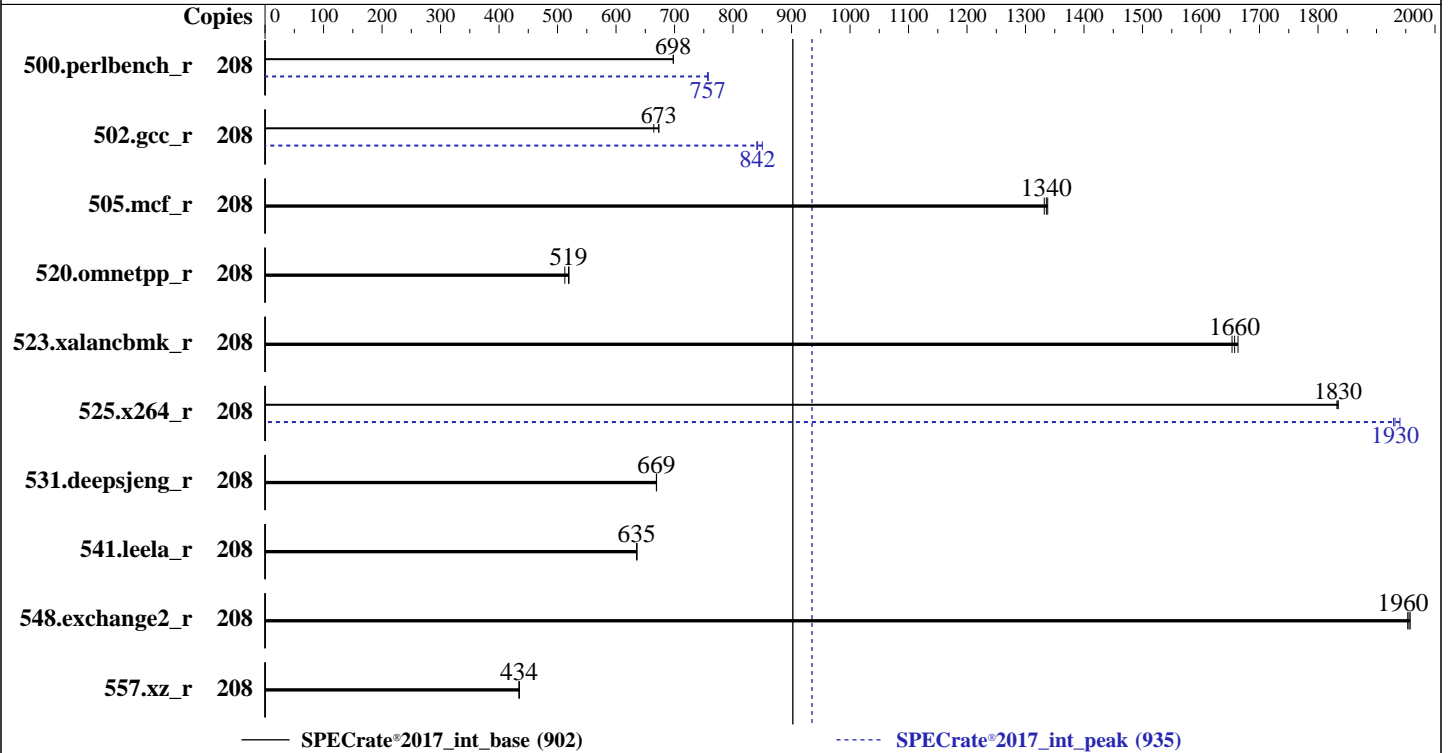 Copies 0 100 200 300 400 500 600 700 800 900 1000 1100 1200 1300 1400 1500 1600 1700 1800 2000
500.perlbench_r 208 698
757
502.gcc_r 208 673
842
505.mcf_r 208 1340
520.omnetpp_r 208 519
523.xalancbmk_r 208 1660
525.x264_r 208 1830
1930
531.deepsjeng_r 208 669
541.leela_r 208 635
548.exchange2_r 208 1960
557.xz_r 208 434
SPECrate®2017_int_base (902) SPECrate®2017_int_peak (935)